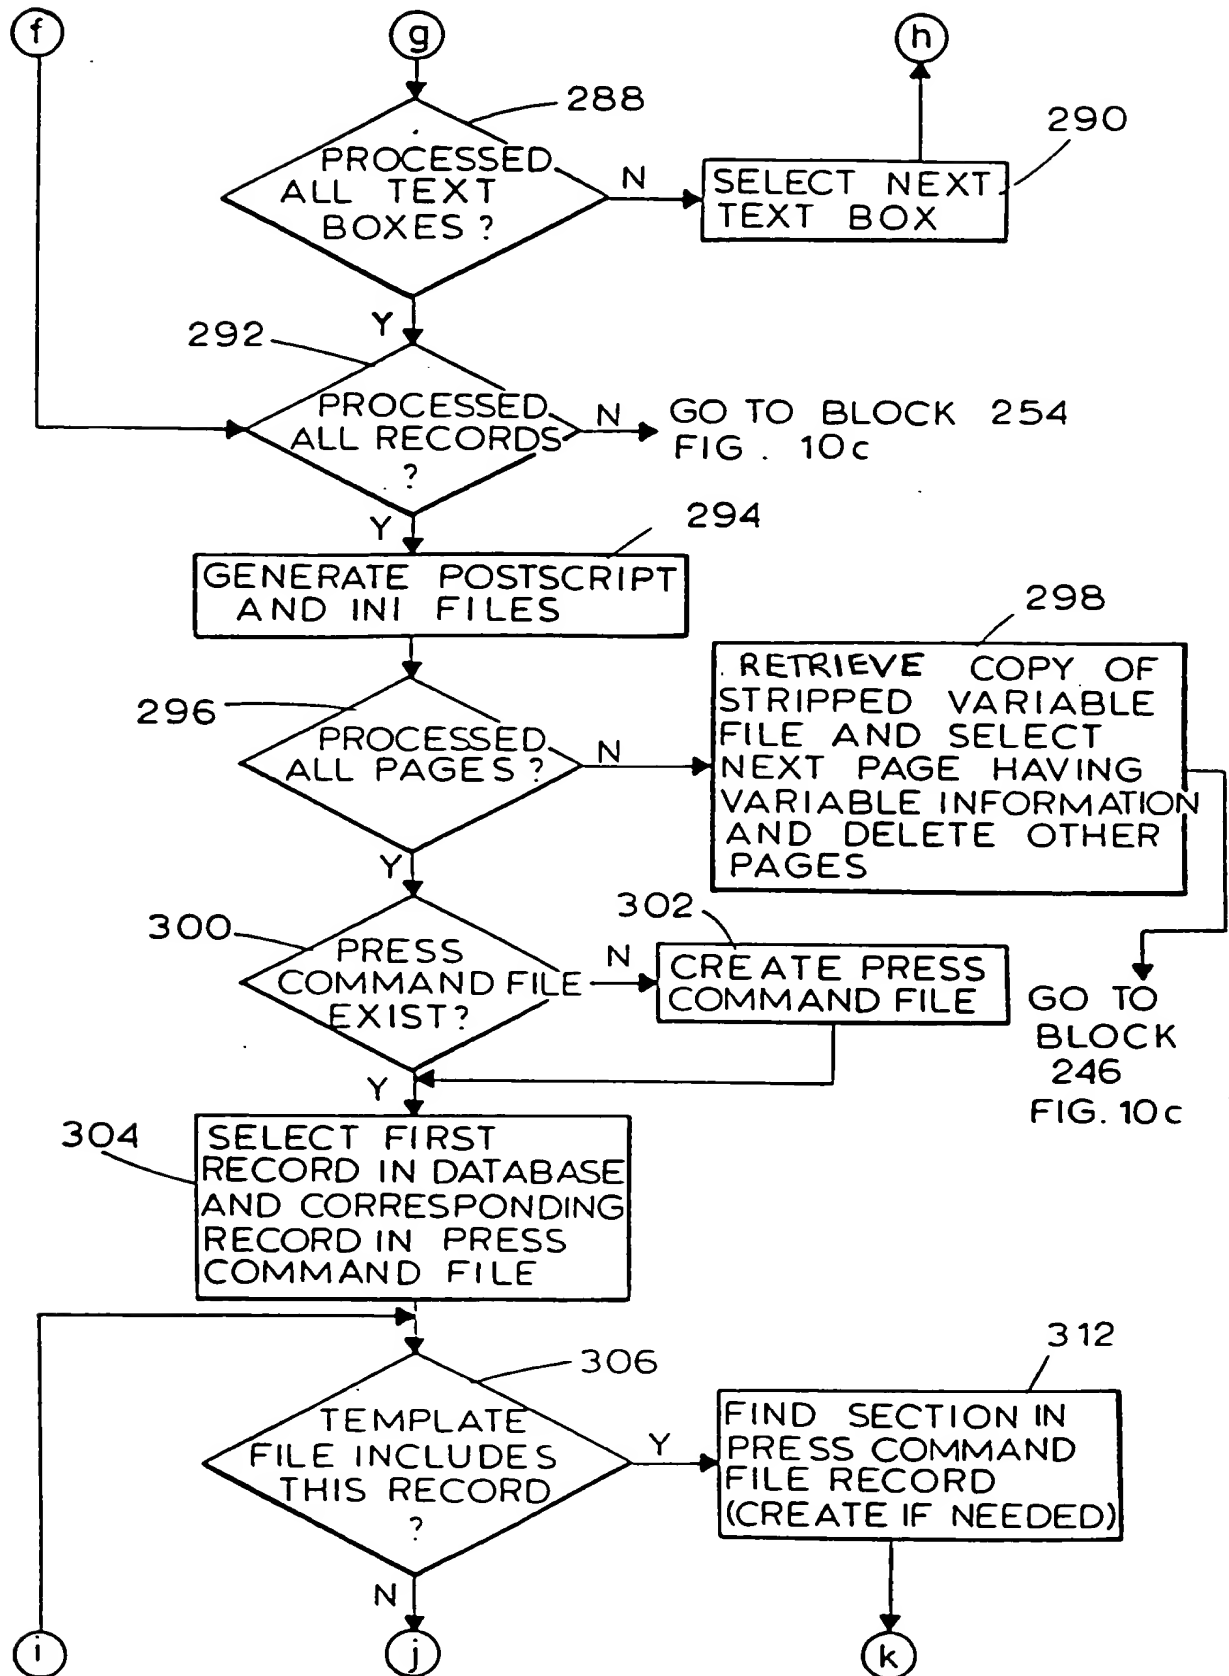 f
g
h
288
PROCESSED
ALL TEXT
BOXES ?
N
SELECT NEXT
TEXT BOX
290
Y
292
PROCESSED
ALL RECORDS
?
N
GO TO BLOCK 254
FIG. 10c
Y
294
GENERATE POSTSCRIPT
AND INI FILES
296
PROCESSED
ALL PAGES ?
N
298
RETRIEVE COPY OF
STRIPPED VARIABLE
FILE AND SELECT
NEXT PAGE HAVING
VARIABLE INFORMATION
AND DELETE OTHER
PAGES
Y
300
PRESS
COMMAND FILE
EXIST?
N
302
CREATE PRESS
COMMAND FILE
GO TO
BLOCK
246
FIG. 10c
Y
304
SELECT FIRST
RECORD IN DATABASE
AND CORRESPONDING
RECORD IN PRESS
COMMAND FILE
306
TEMPLATE
FILE INCLUDES
THIS RECORD
?
Y
312
FIND SECTION IN
PRESS COMMAND
FILE RECORD
(CREATE IF NEEDED)
N
i
j
k